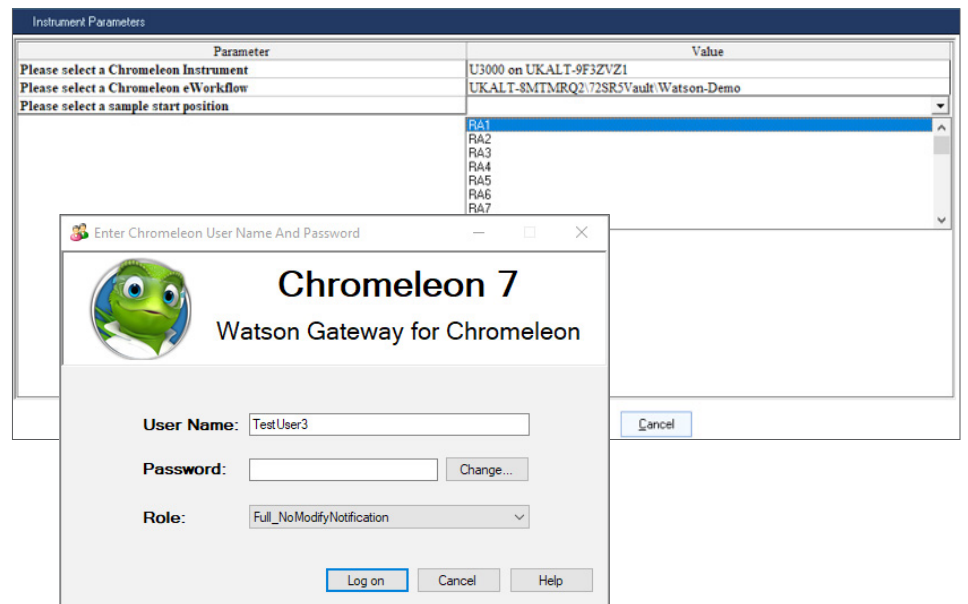 Instrument Parameters
Parameter Value
Please select a Chromeleon Instrument U3000 on UKALT-9F3ZVZ1
Please select a Chromeleon eWorkflow UKALT-8MTMRQ2\72SR5Vault\Watson-Demo
Please select a sample start position
RA1
RA2
RA3
RA4
RA5
RA6
RA7
Cancel
Enter Chromeleon User Name And Password
Chromeleon 7
Watson Gateway for Chromeleon
User Name: TestUser3
Password: Change...
Role: Full_NoModifyNotification
Log on Cancel Help